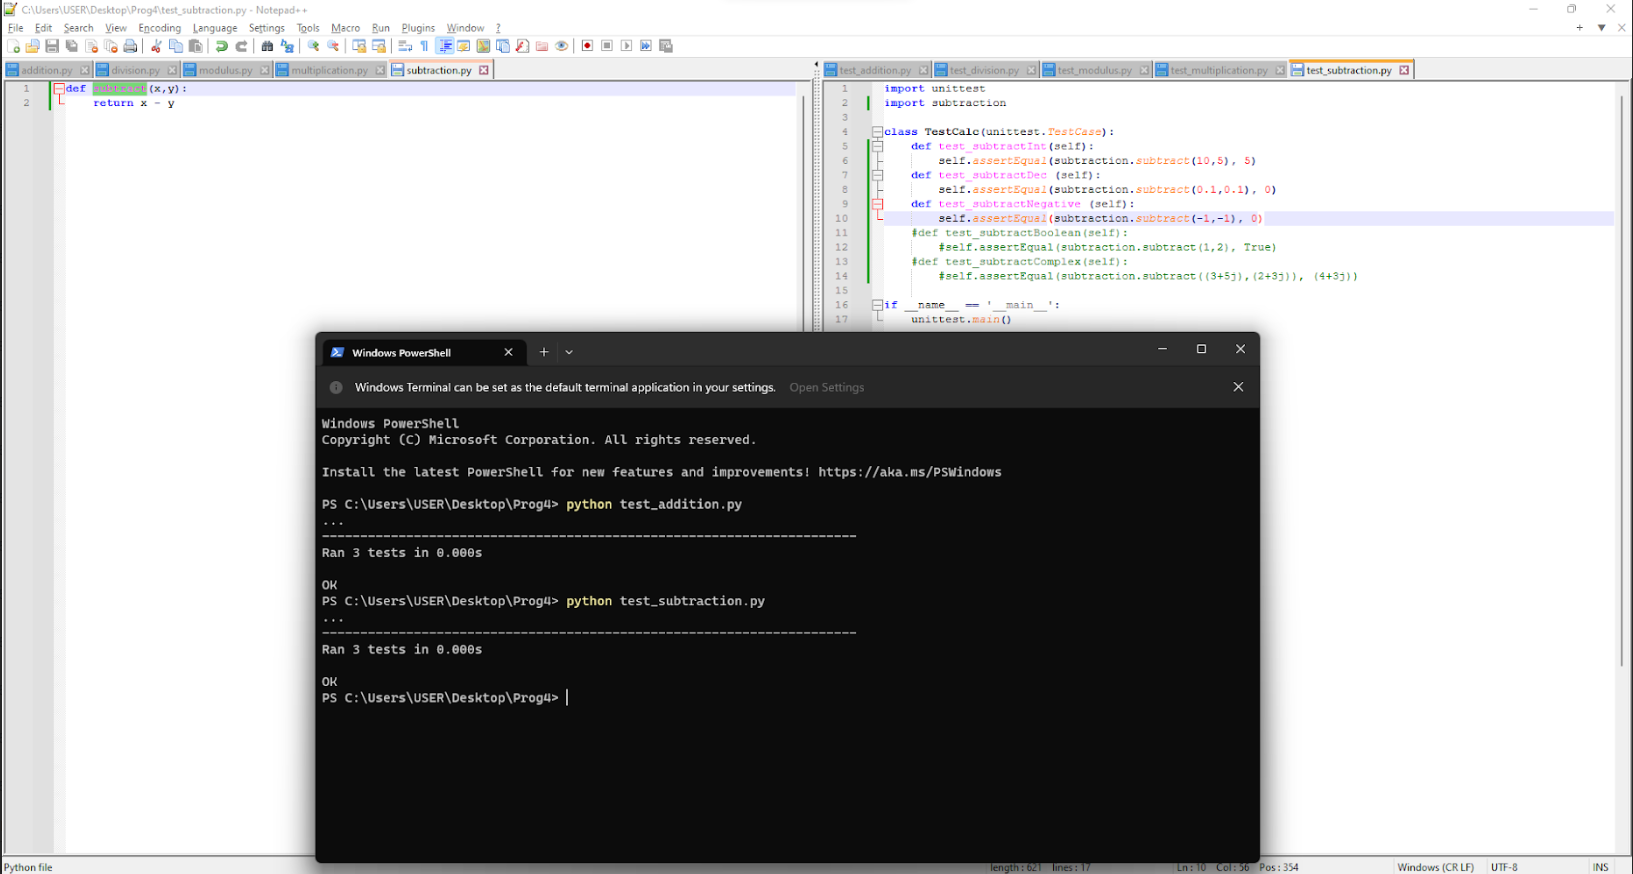 C:\Users\USER\Desktop\Prog4\test_subtraction.py - Notepad++
File Edit Search View Encoding Language Settings Tools Macro Run Plugins Window ?
addition.py division.py modulus.py multiplication.py subtraction.py
1 def subtract(x,y):
2 return x - y
test_addition.py test_division.py test_modulus.py test_multiplication.py test_subtraction.py
1 import unittest
2 import subtraction
3
4 class TestCalc(unittest.TestCase):
5 def test_subtractInt(self):
6 self.assertEqual(subtraction.subtract(10,5), 5)
7 def test_subtractDec (self):
8 self.assertEqual(subtraction.subtract(0.1,0.1), 0)
9 def test_subtractNegative (self):
10 self.assertEqual(subtraction.subtract(-1,-1), 0)
11 #def test_subtractBoolean(self):
12 #self.assertEqual(subtraction.subtract(1,2), True)
13 #def test_subtractComplex(self):
14 #self.assertEqual(subtraction.subtract((3+5j),(2+3j)), (4+3j))
15
16 if __name__ == '__main__':
17 unittest.main()
Windows PowerShell
Windows Terminal can be set as the default terminal application in your settings. Open Settings
Windows PowerShell
Copyright (C) Microsoft Corporation. All rights reserved.
Install the latest PowerShell for new features and improvements! https://aka.ms/PSWindows
PS C:\Users\USER\Desktop\Prog4> python test_addition.py
...
----------------------------------------------------------------------
Ran 3 tests in 0.000s
OK
PS C:\Users\USER\Desktop\Prog4> python test_subtraction.py
...
----------------------------------------------------------------------
Ran 3 tests in 0.000s
OK
PS C:\Users\USER\Desktop\Prog4>
Python file length : 621 lines : 17 Ln : 10 Col : 56 Pos : 354 Windows (CR LF) UTF-8 INS